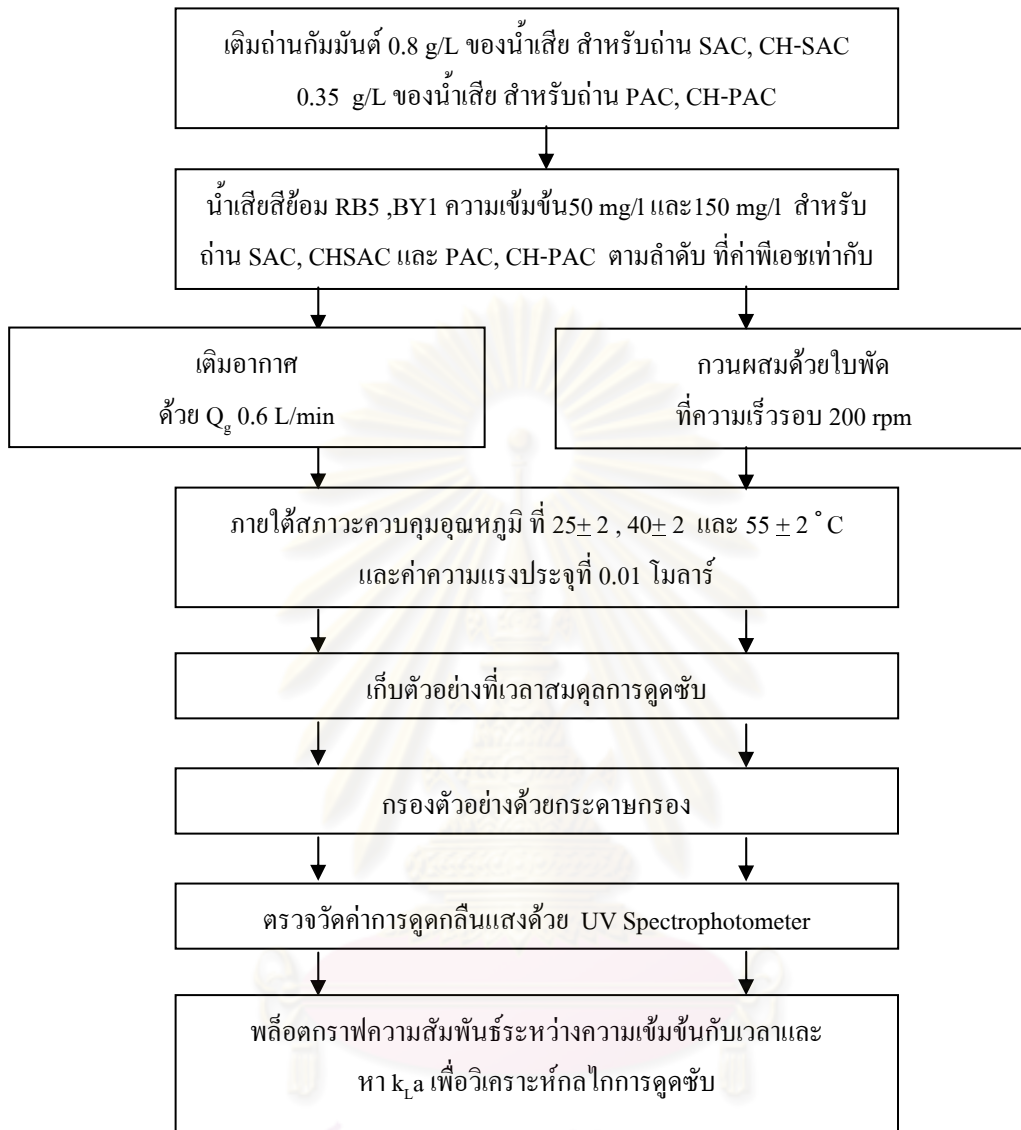 เติมถ่านกัมมันต์ 0.8 g/L ของน้ำเสีย สำหรับถ่าน SAC, CH-SAC
0.35 g/L ของน้ำเสีย สำหรับถ่าน PAC, CH-PAC
น้ำเสียสีย้อม RB5 ,BY1 ความเข้มข้น50 mg/l และ150 mg/l สำหรับ
ถ่าน SAC, CHSAC และ PAC, CH-PAC ตามลำดับ ที่ค่าพีเอชเท่ากับ
เติมอากาศ
ด้วย Qg 0.6 L/min
กวนผสมด้วยใบพัด
ที่ความเร็วรอบ 200 rpm
ภายใต้สภาวะควบคุมอุณหภูมิ ที่ 25± 2 , 40± 2 และ 55 ± 2 ˚ C
และค่าความแรงประจุที่ 0.01 โมลาร์
เก็บตัวอย่างที่เวลาสมดุลการดูดซับ
กรองตัวอย่างด้วยกระดาษกรอง
ตรวจวัดค่าการดูดกลืนแสงด้วย UV Spectrophotometer
พล็อตกราฟความสัมพันธ์ระหว่างความเข้มข้นกับเวลาและ
หา kLa เพื่อวิเคราะห์กลไกการดูดซับ